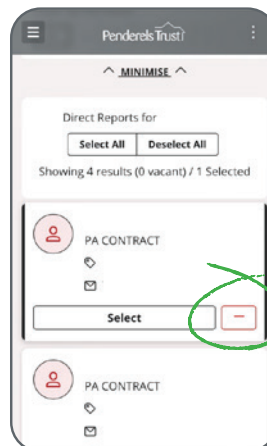 Penderels Trust
MINIMISE
Direct Reports for
Select All Deselect All
Showing 4 results (0 vacant) / 1 Selected
PA CONTRACT
Select
PA CONTRACT